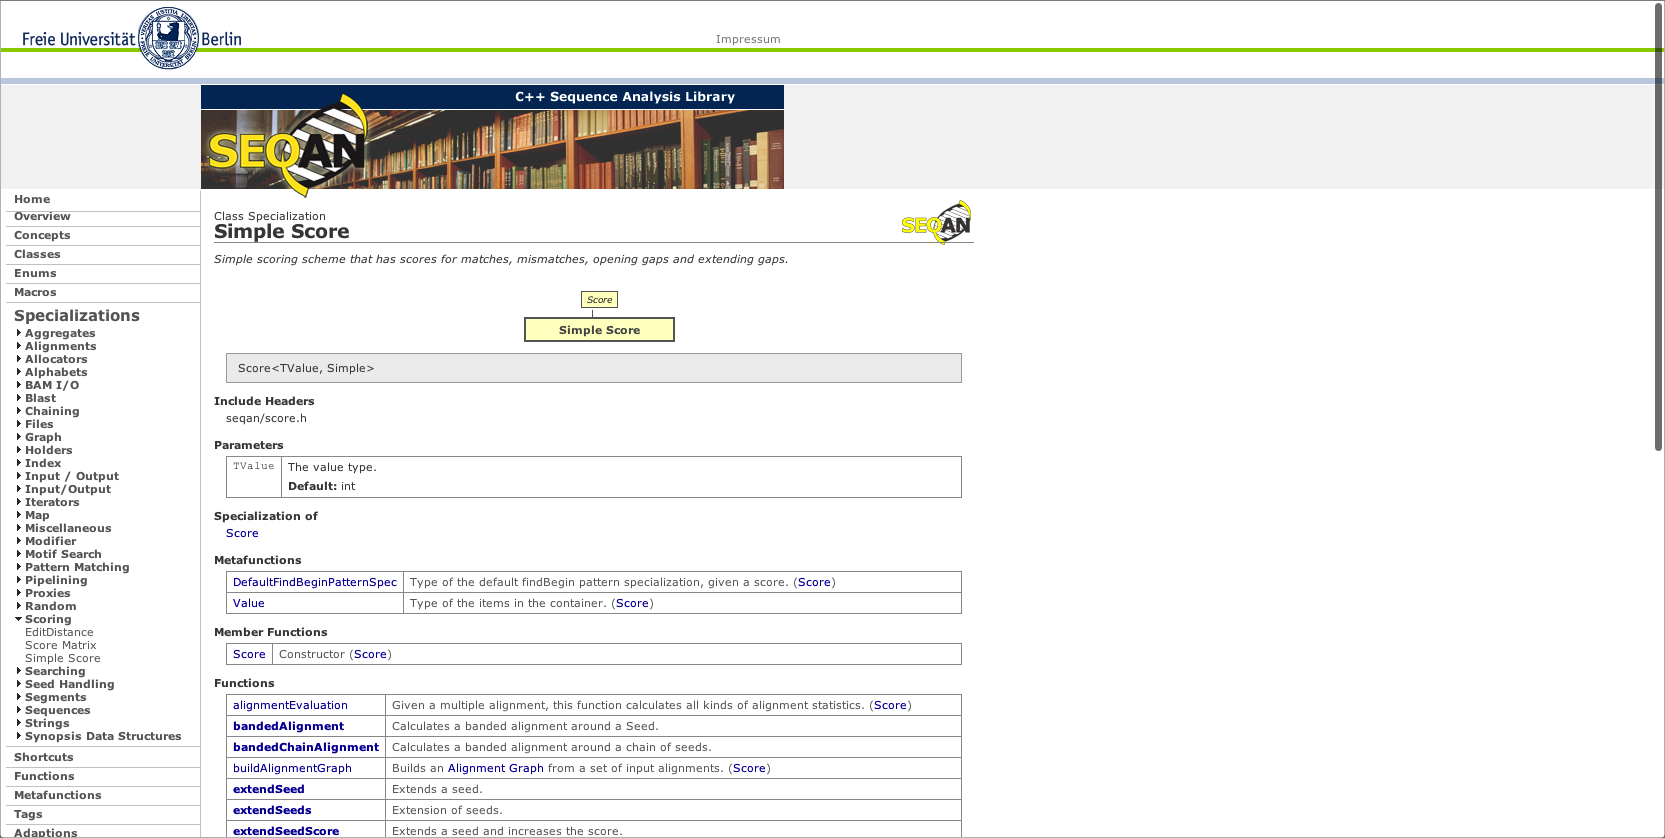 Freie Universität Berlin
Impressum
C++ Sequence Analysis Library
SEQAN
Home
Overview
Concepts
Classes
Enums
Macros
Specializations
Aggregates
Alignments
Allocators
Alphabets
BAM I/O
Blast
Chaining
Files
Graph
Holders
Index
Input / Output
Input/Output
Iterators
Map
Miscellaneous
Modifier
Motif Search
Pattern Matching
Pipelining
Proxies
Random
Scoring
EditDistance
Score Matrix
Simple Score
Searching
Seed Handling
Segments
Sequences
Strings
Synopsis Data Structures
Shortcuts
Functions
Metafunctions
Tags
Adaptions
Class Specialization
Simple Score
SEQAN
Simple scoring scheme that has scores for matches, mismatches, opening gaps and extending gaps.
Score
Simple Score
Score<TValue, Simple>
Include Headers
seqan/score.h
Parameters
TValue The value type.
Default: int
Specialization of
Score
Metafunctions
DefaultFindBeginPatternSpec Type of the default findBegin pattern specialization, given a score. (Score)
Value Type of the items in the container. (Score)
Member Functions
Score Constructor (Score)
Functions
alignmentEvaluation Given a multiple alignment, this function calculates all kinds of alignment statistics. (Score)
bandedAlignment Calculates a banded alignment around a Seed.
bandedChainAlignment Calculates a banded alignment around a chain of seeds.
buildAlignmentGraph Builds an Alignment Graph from a set of input alignments. (Score)
extendSeed Extends a seed.
extendSeeds Extension of seeds.
extendSeedScore Extends a seed and increases the score.